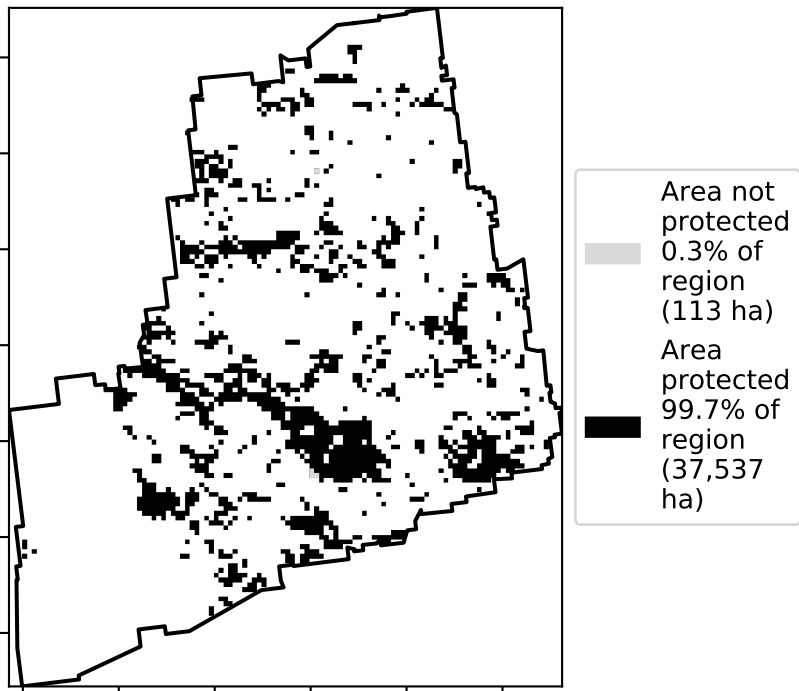 Area not
protected
0.3% of
region
(113 ha)
Area
protected
99.7% of
region
(37,537
ha)